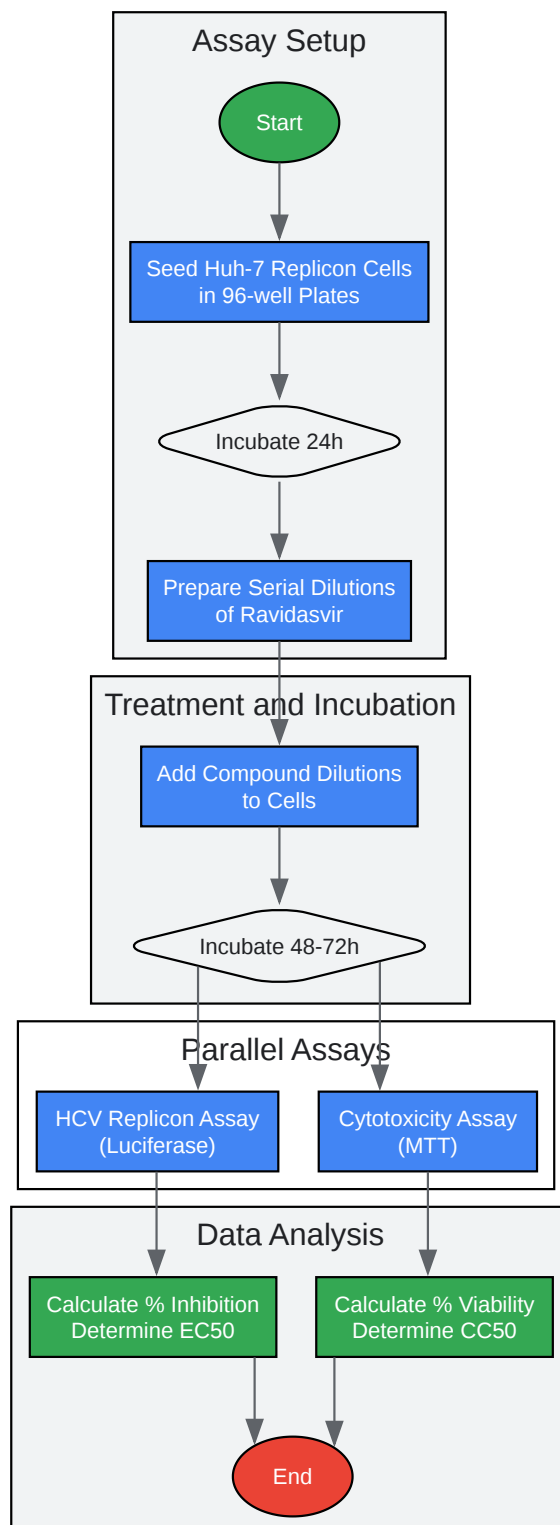 Assay Setup
Start
Seed Huh-7 Replicon Cells
in 96-well Plates
Incubate 24h
Prepare Serial Dilutions
of Ravidasvir
Treatment and Incubation
Add Compound Dilutions
to Cells
Incubate 48-72h
Parallel Assays
HCV Replicon Assay
(Luciferase)
Cytotoxicity Assay
(MTT)
Data Analysis
Calculate % Inhibition
Determine EC50
Calculate % Viability
Determine CC50
End